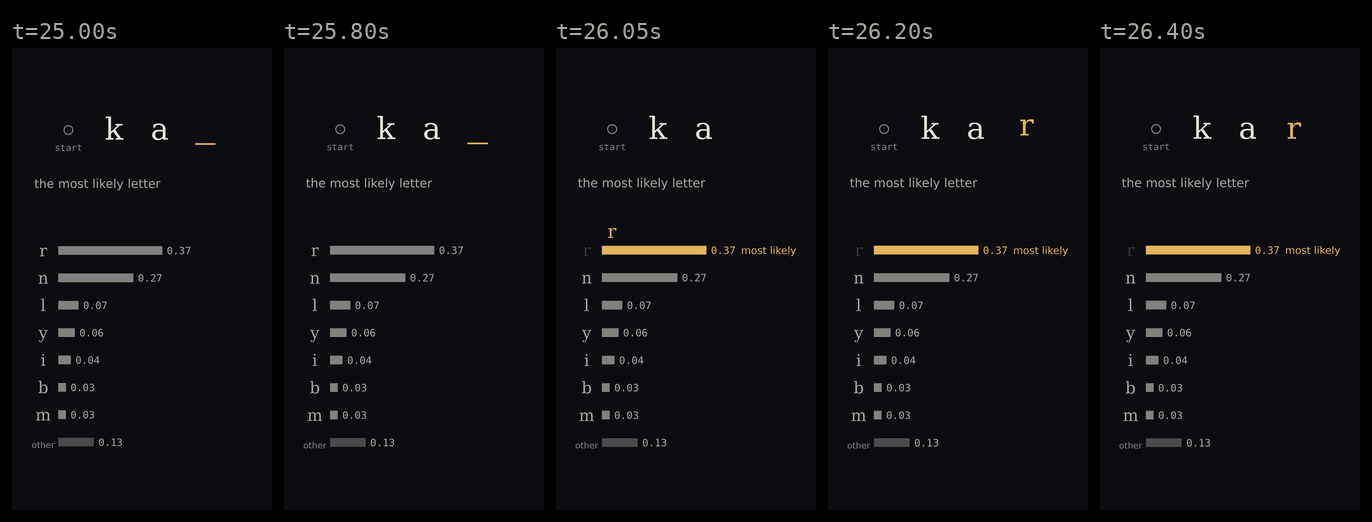 t=25.00s t=25.80s t=26.05s t=26.20s t=26.40s
k a _ k a _ k a k a r k a r
start start start start start
the most likely letter the most likely letter the most likely letter the most likely letter the most likely letter
r
r 0.37 r 0.37 r 0.37 most likely r 0.37 most likely r 0.37 most likely
n 0.27 n 0.27 n 0.27 n 0.27 n 0.27
l 0.07 l 0.07 l 0.07 l 0.07 l 0.07
y 0.06 y 0.06 y 0.06 y 0.06 y 0.06
i 0.04 i 0.04 i 0.04 i 0.04 i 0.04
b 0.03 b 0.03 b 0.03 b 0.03 b 0.03
m 0.03 m 0.03 m 0.03 m 0.03 m 0.03
other 0.13 other 0.13 other 0.13 other 0.13 other 0.13